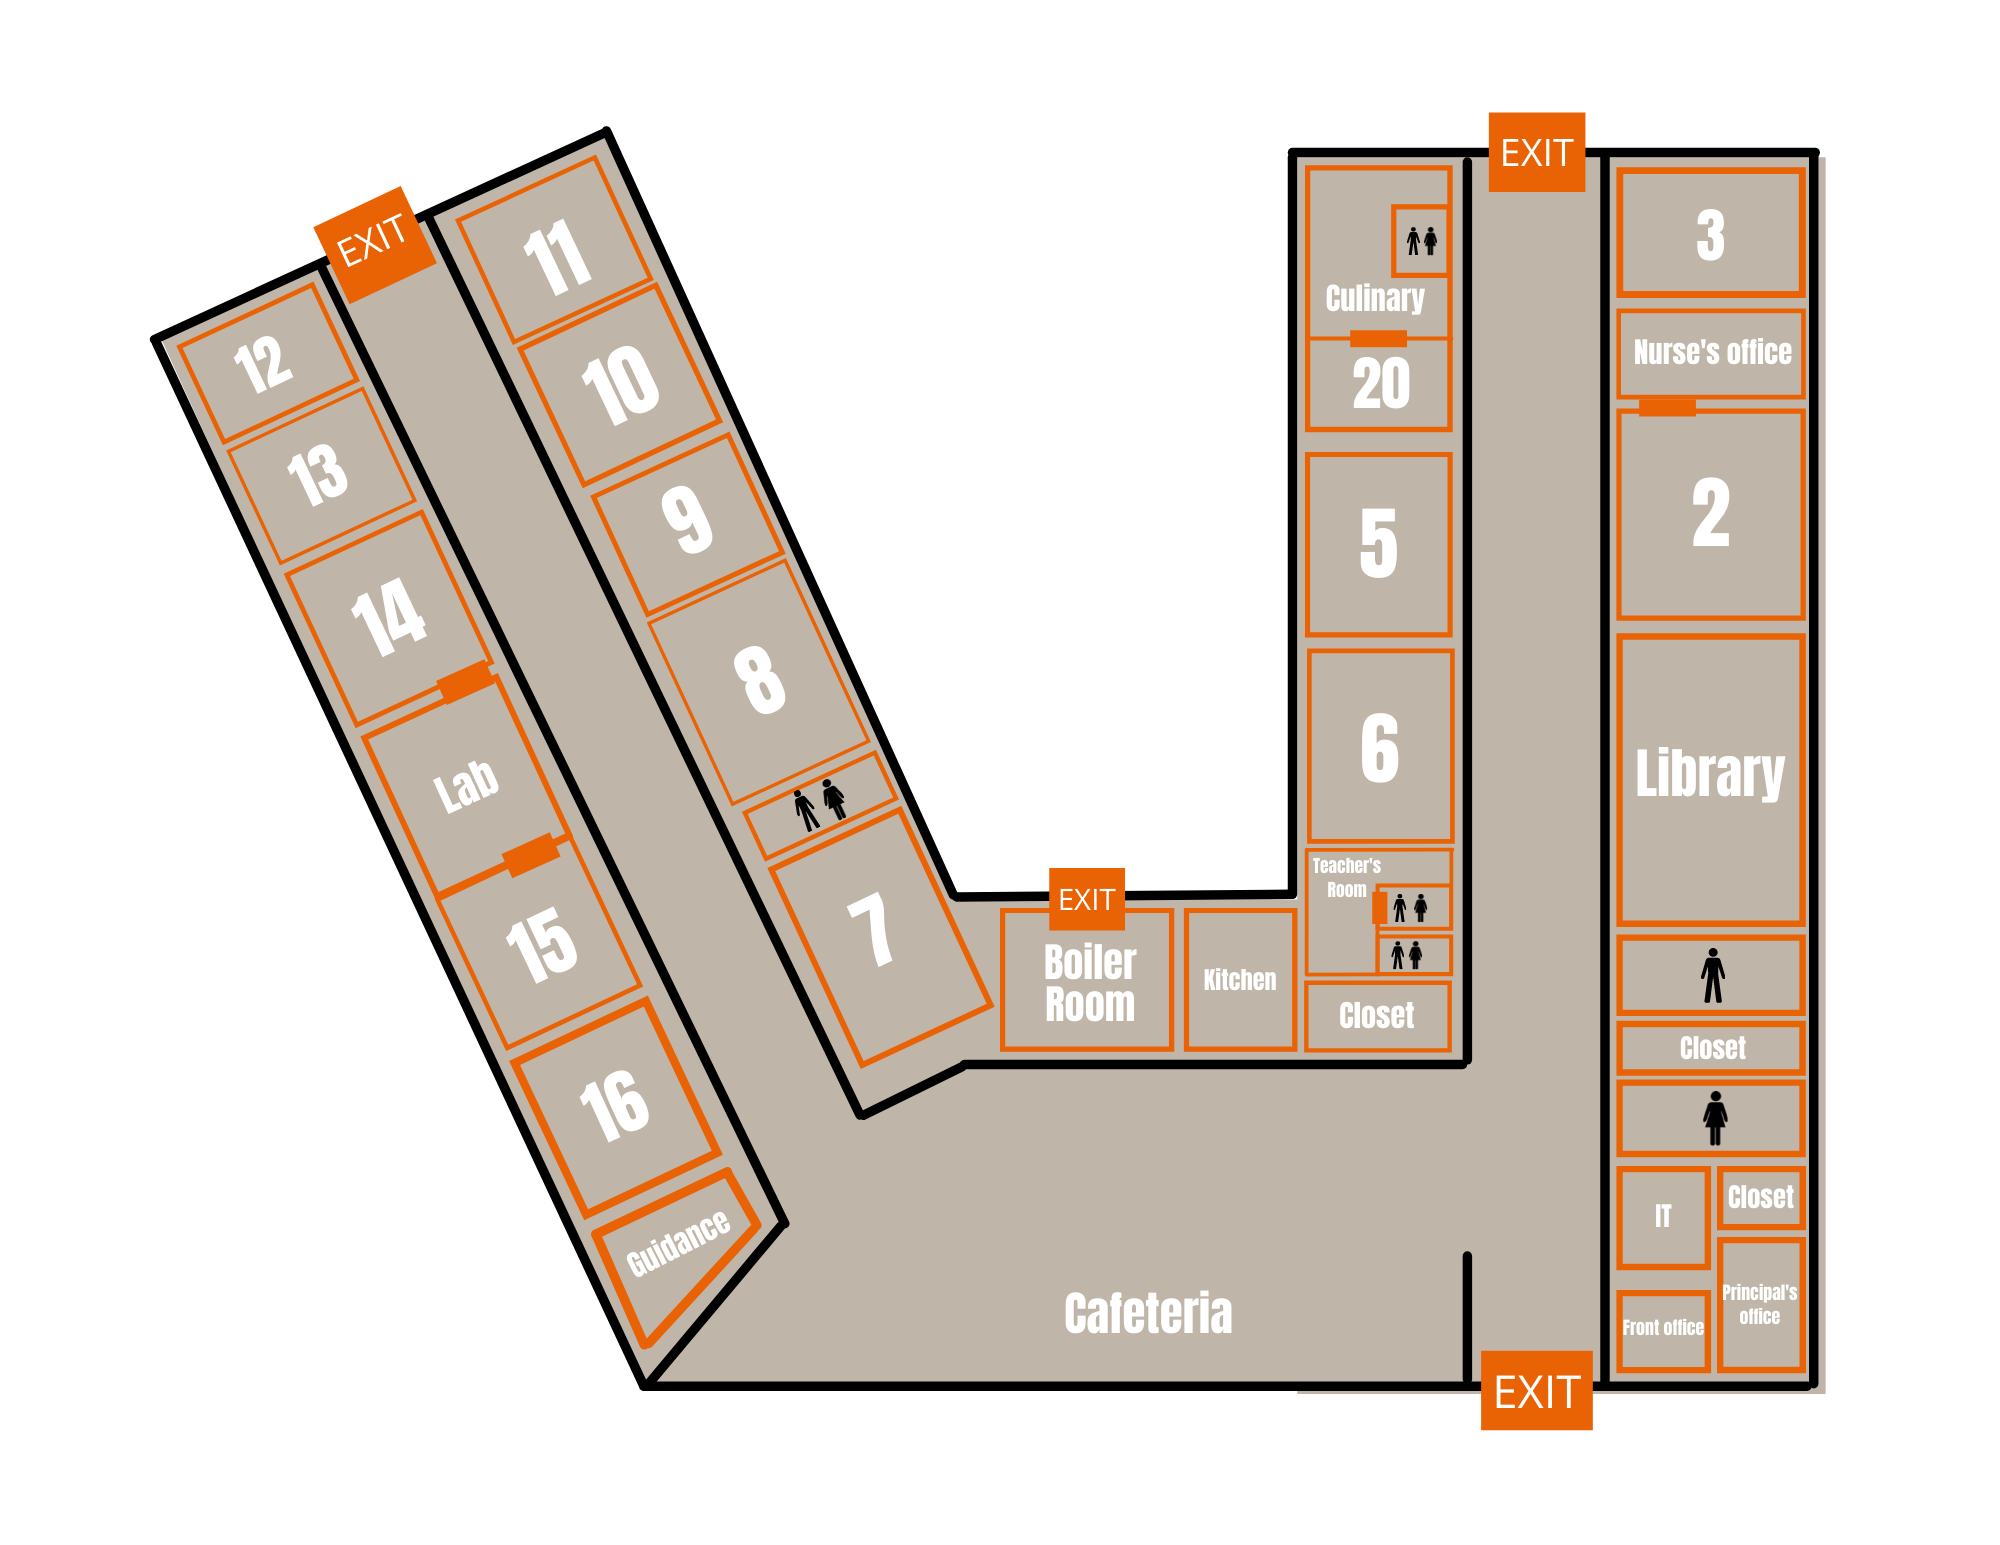 EXIT
11
12
10
13
9
14
8
Lab
15
7
16
Guidance
EXIT
Boiler
Room
Kitchen
Cafeteria
EXIT
Culinary
20
5
6
Teacher's
Room
Closet
3
Nurse's office
2
Library
Closet
IT
Closet
Principal's
office
Front office
EXIT